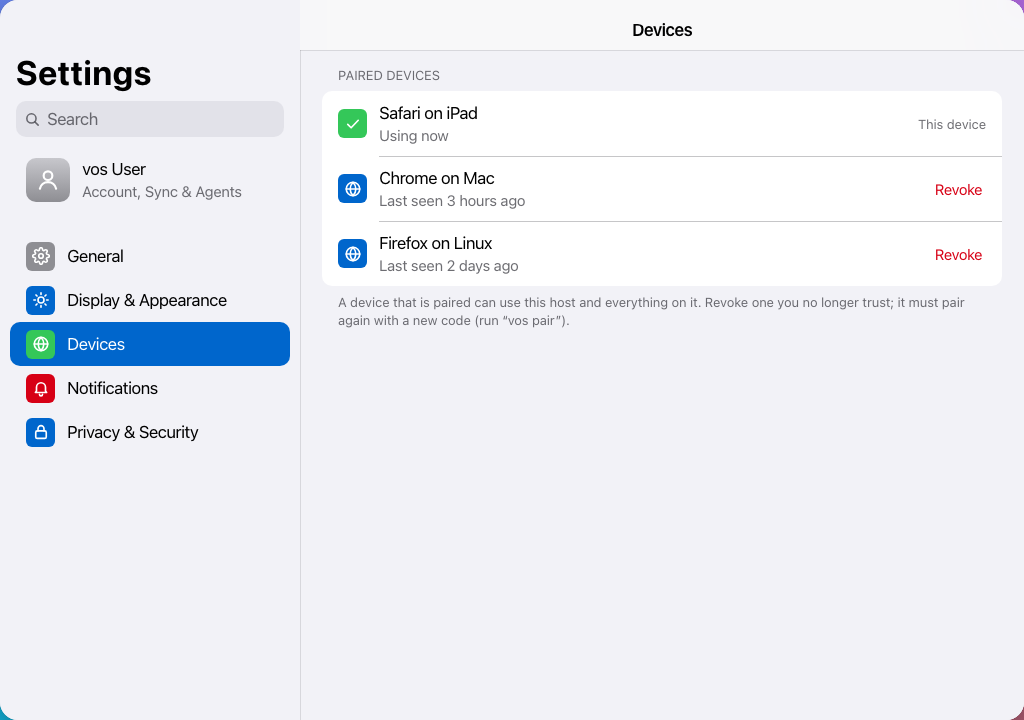 Settings
Search
vos User
Account, Sync & Agents
General
Display & Appearance
Devices
Notifications
Privacy & Security
Devices
PAIRED DEVICES
Safari on iPad
Using now
This device
Chrome on Mac
Last seen 3 hours ago
Revoke
Firefox on Linux
Last seen 2 days ago
Revoke
A device that is paired can use this host and everything on it. Revoke one you no longer trust; it must pair
again with a new code (run “vos pair”).